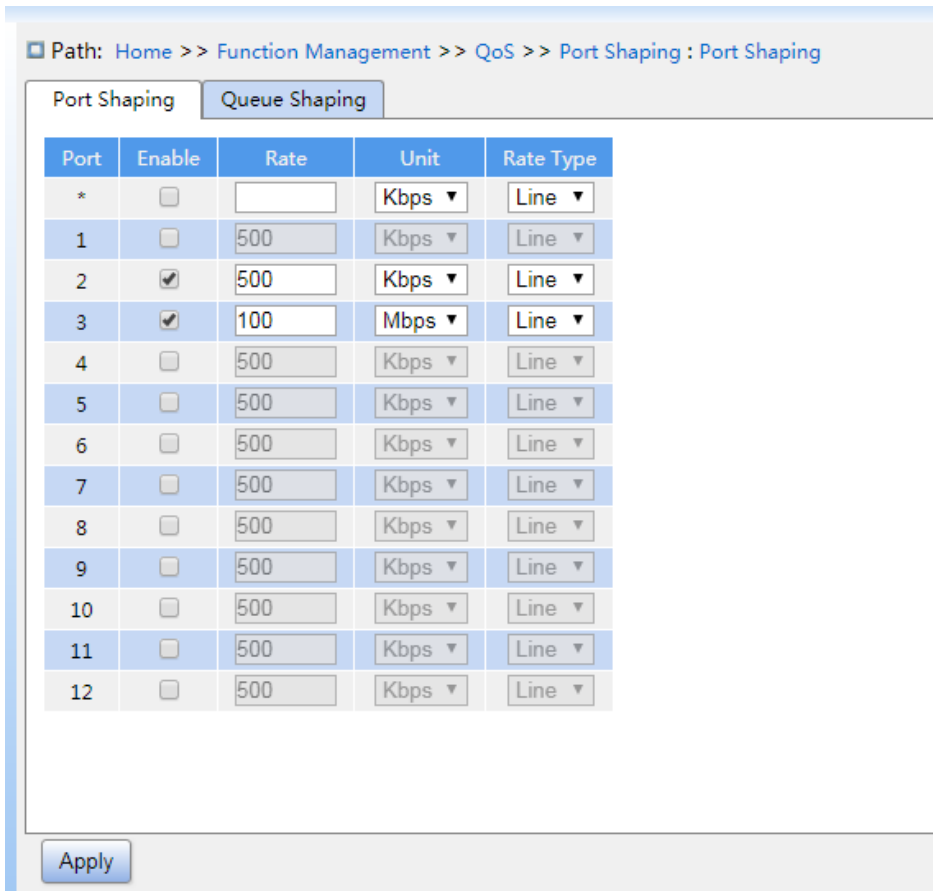 Path: Home >> Function Management >> QoS >> Port Shaping : Port Shaping
Port Shaping Queue Shaping
Port Enable Rate Unit Rate Type
* Kbps Line
1 500 Kbps Line
2 500 Kbps Line
3 100 Mbps Line
4 500 Kbps Line
5 500 Kbps Line
6 500 Kbps Line
7 500 Kbps Line
8 500 Kbps Line
9 500 Kbps Line
10 500 Kbps Line
11 500 Kbps Line
12 500 Kbps Line
Apply